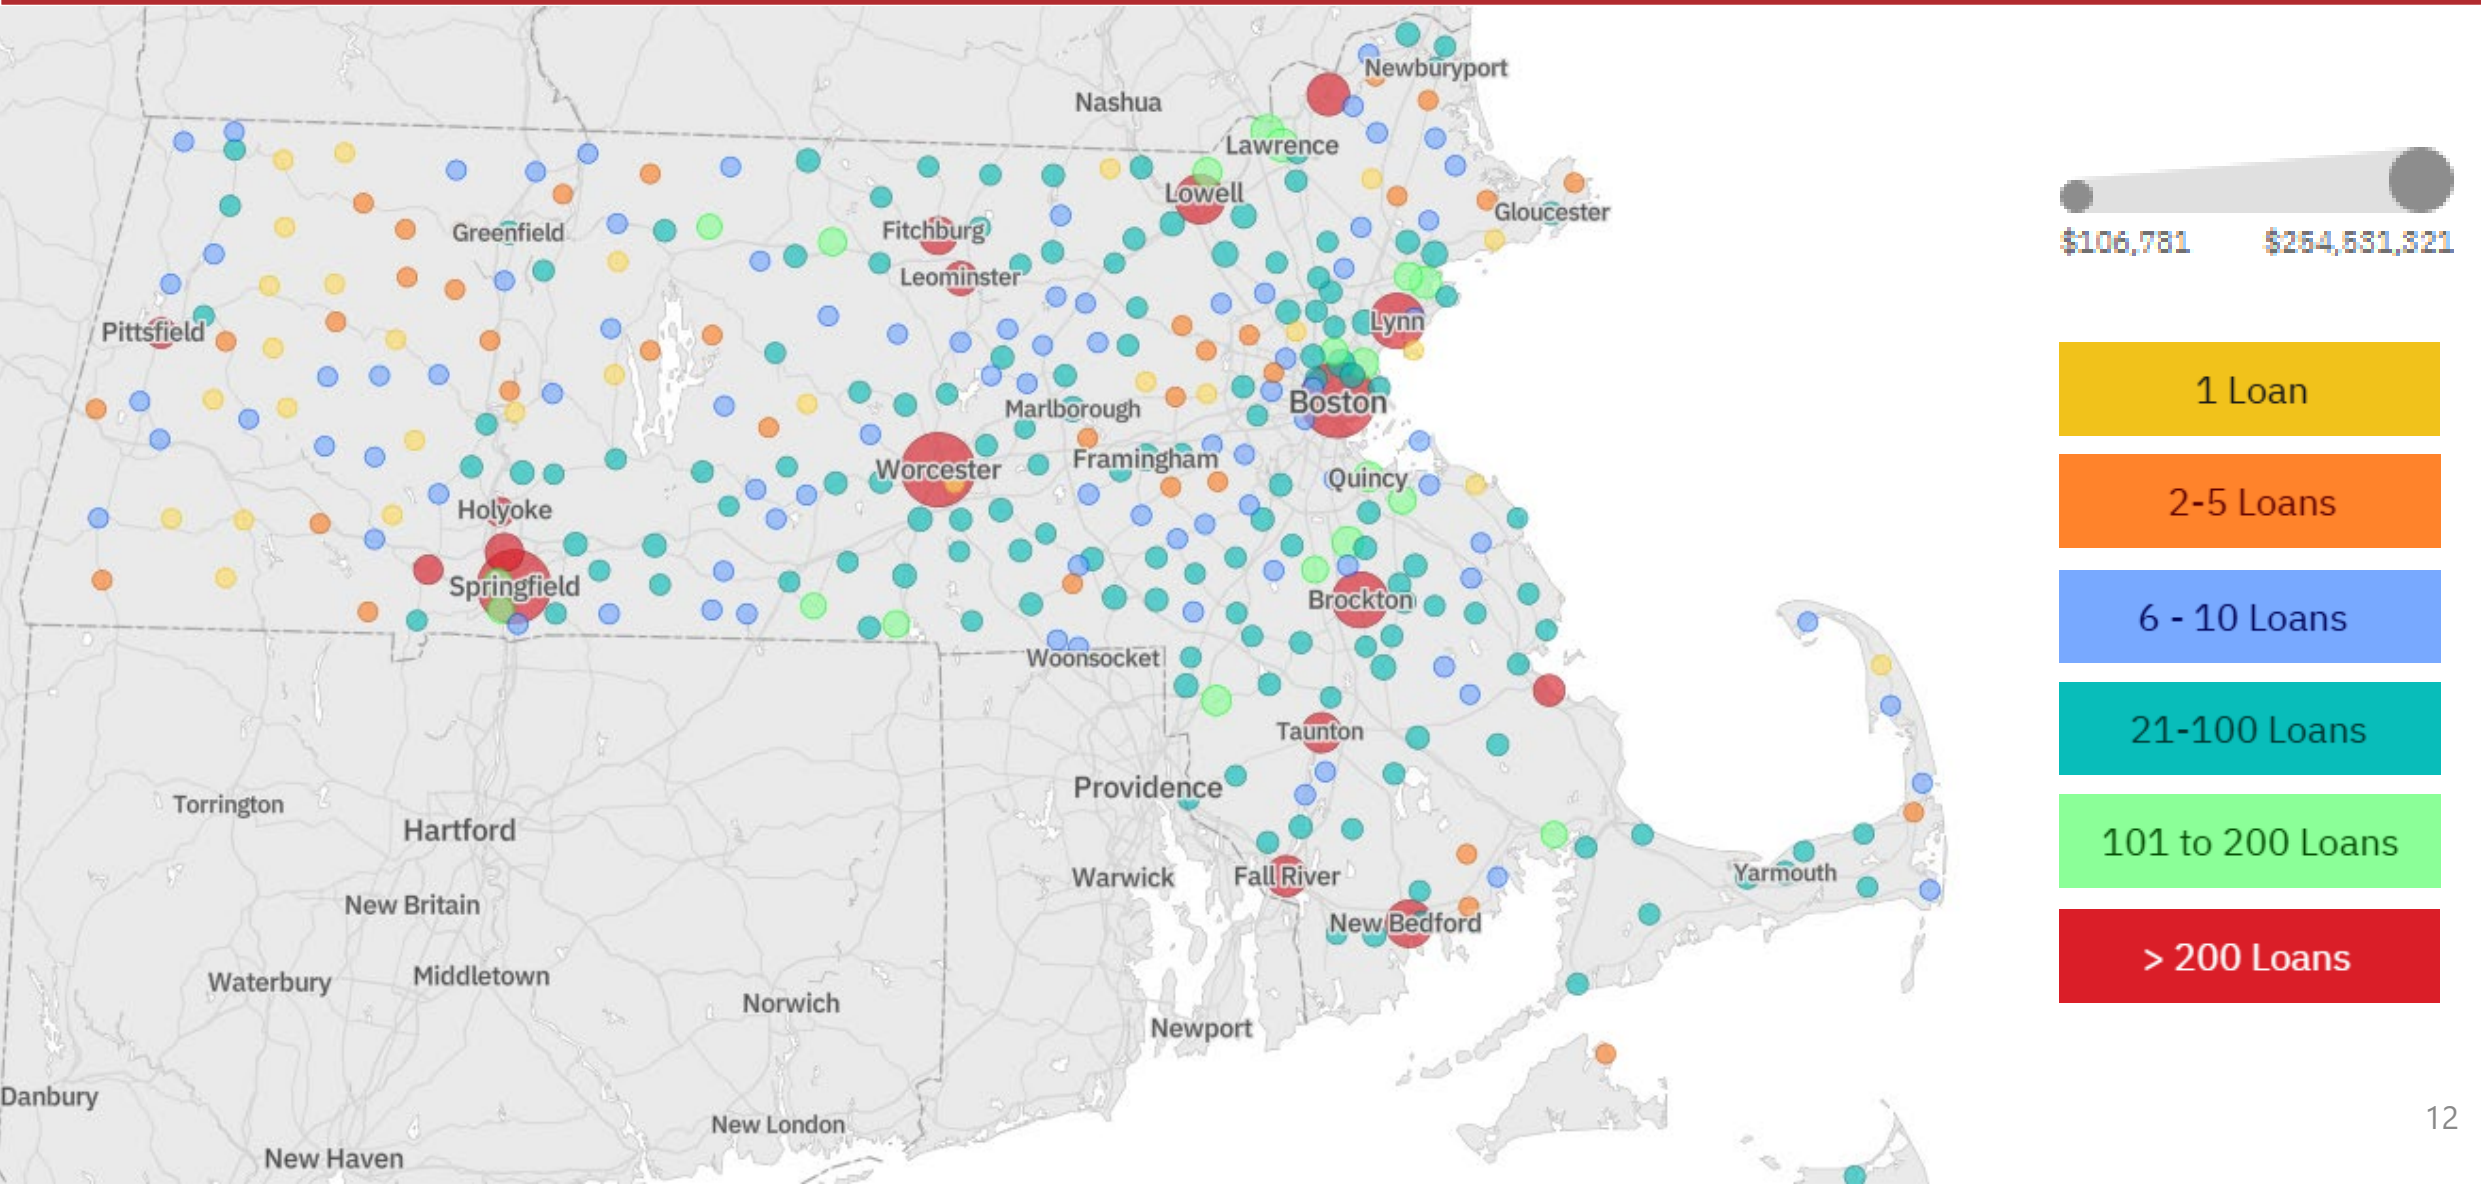 Newburyport
Nashua
Lawrence
Lowell
Gloucester
Greenfield
Fitchburg
Leominster
Pittsfield
Lynn
Marlborough
Boston
Worcester
Framingham
Quincy
Holyoke
Springfield
Brockton
Woonsocket
Taunton
Providence
Torrington
Hartford
Warwick
Fall River
Yarmouth
New Britain
New Bedford
Waterbury
Middletown
Norwich
Newport
Danbury
New London
New Haven
$106,781
$254,531,321
1 Loan
2-5 Loans
6 - 10 Loans
21-100 Loans
101 to 200 Loans
> 200 Loans
12